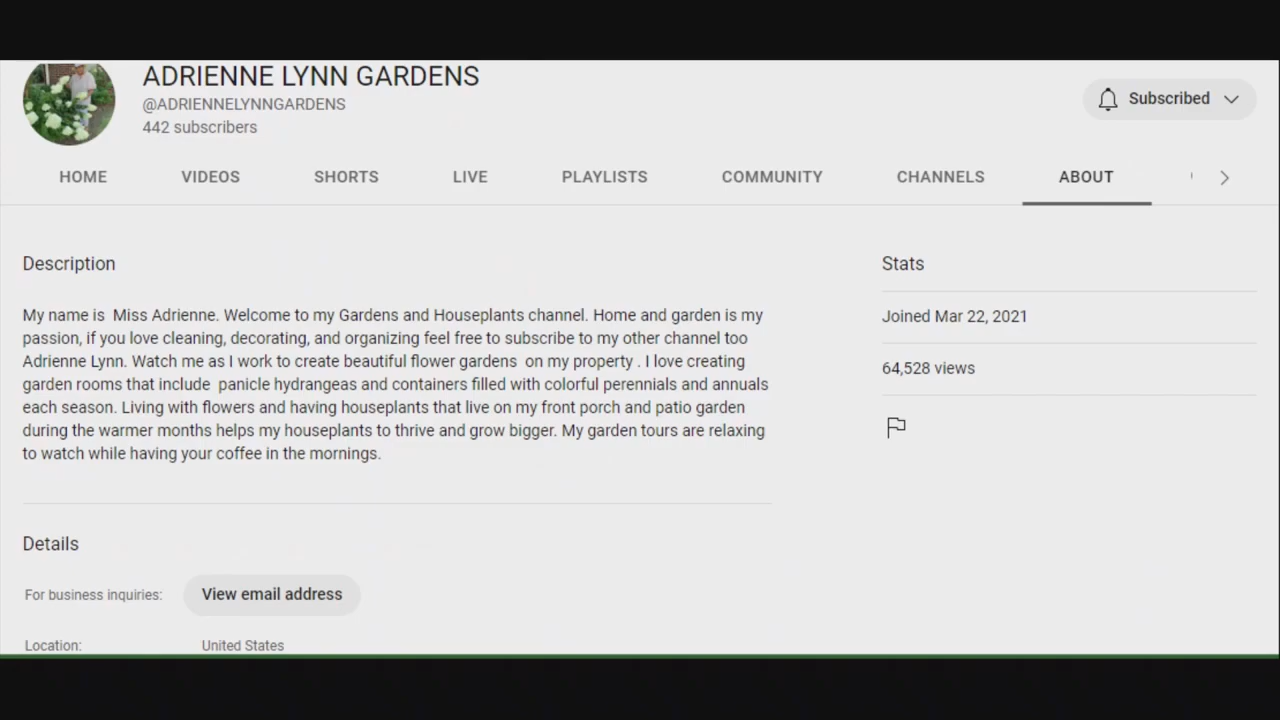 ADRIENNE LYNN GARDENS
@ADRIENNELYNNGARDENS
442 subscribers
Subscribed
HOME VIDEOS SHORTS LIVE PLAYLISTS COMMUNITY CHANNELS ABOUT
Description
My name is  Miss Adrienne. Welcome to my Gardens and Houseplants channel. Home and garden is my
passion, if you love cleaning, decorating, and organizing feel free to subscribe to my other channel too
Adrienne Lynn. Watch me as I work to create beautiful flower gardens  on my property . I love creating
garden rooms that include  panicle hydrangeas and containers filled with colorful perennials and annuals
each season. Living with flowers and having houseplants that live on my front porch and patio garden
during the warmer months helps my houseplants to thrive and grow bigger. My garden tours are relaxing
to watch while having your coffee in the mornings.
Stats
Joined Mar 22, 2021
64,528 views
Details
For business inquiries: View email address
Location: United States